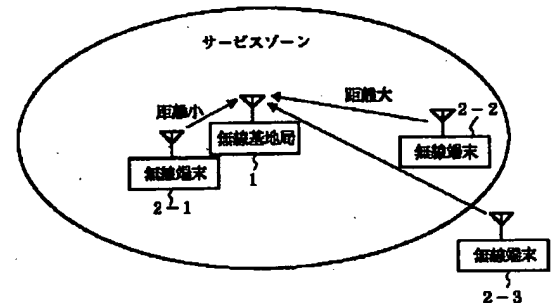 サービスゾーン
距離小
距離大
2-2
無線基地局
無線端末
無線端末
1
2-1
無線端末
2-3